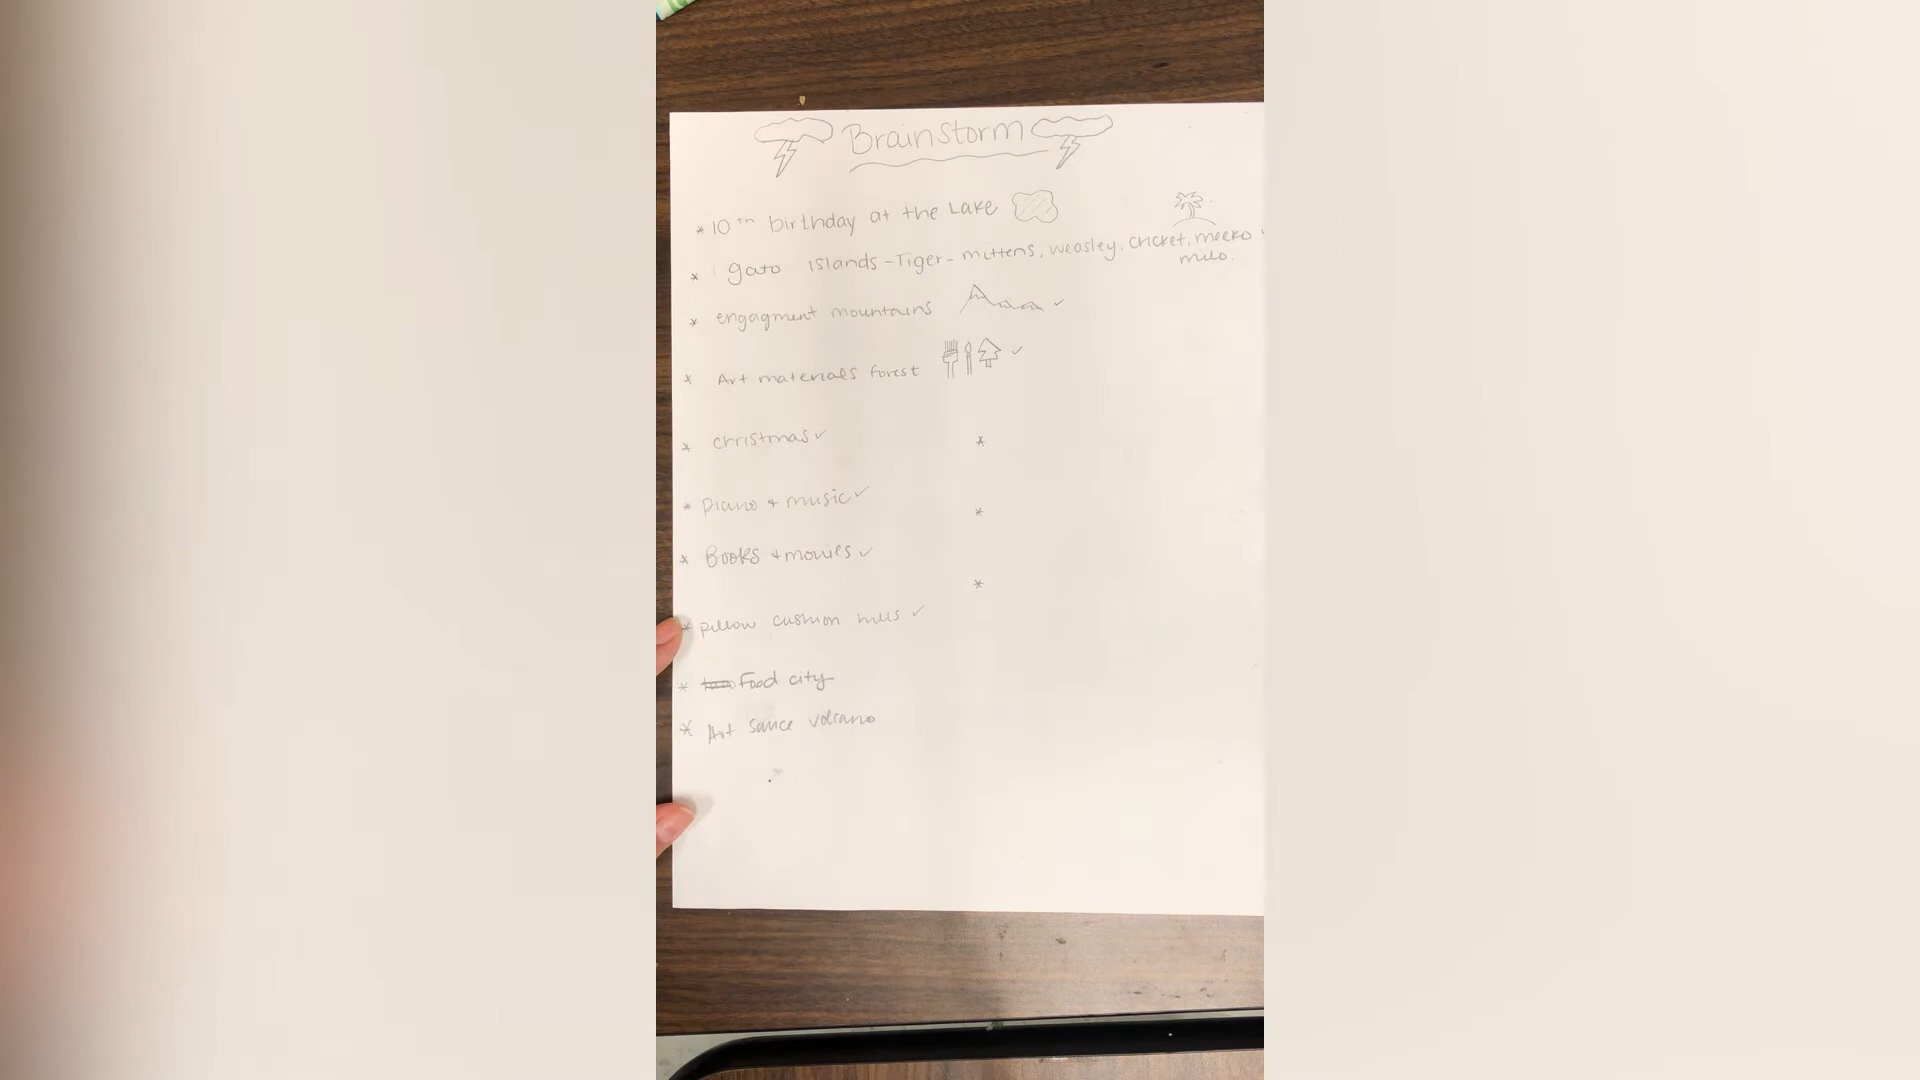 Brainstorm
* 10th birthday at the Lake
* gato islands - Tiger - mittens, weasley, cricket, meeko
milo.
* engagment mountains ✓
* Art materials forest ✓
* christmas ✓
*
* Piano + music ✓
*
* Books + movies ✓
*
* pillow cushion hills ✓
* Food city
* Art sauce volcano